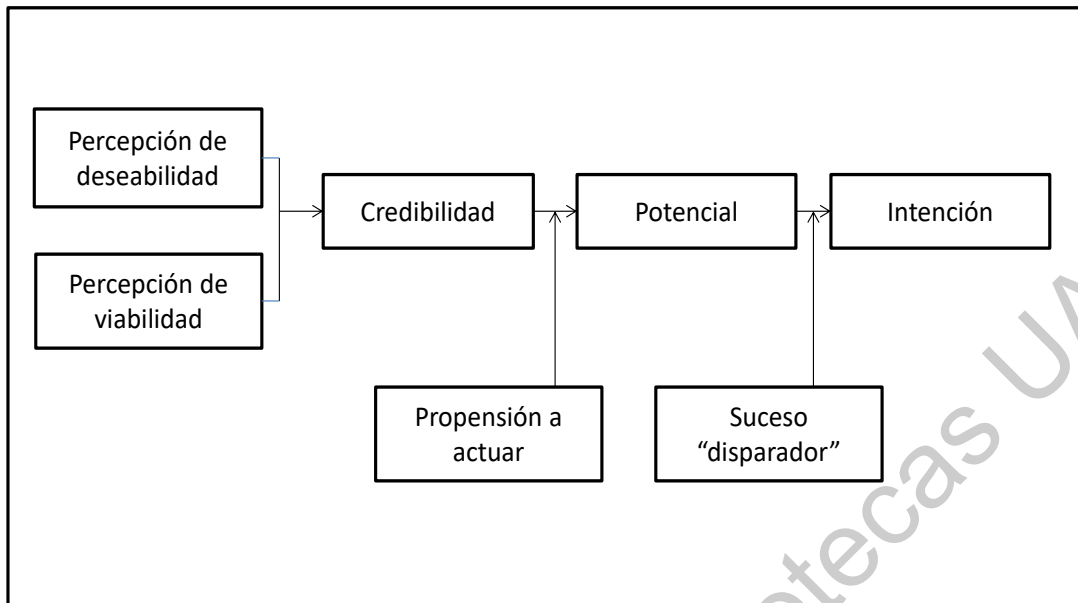 Percepción de
deseabilidad
Percepción de
viabilidad
Credibilidad
Potencial
Intención
Propensión a
actuar
Suceso
“disparador”